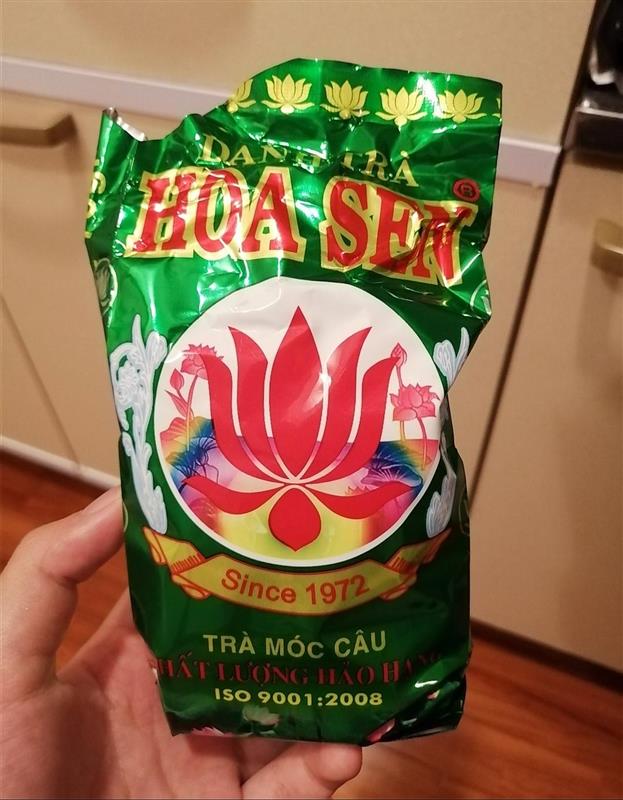 DANH TRÀ
HOA SEN ®
Since 1972
TRÀ MÓC CÂU
CHẤT LƯỢNG HẢO HẠNG
ISO 9001:2008